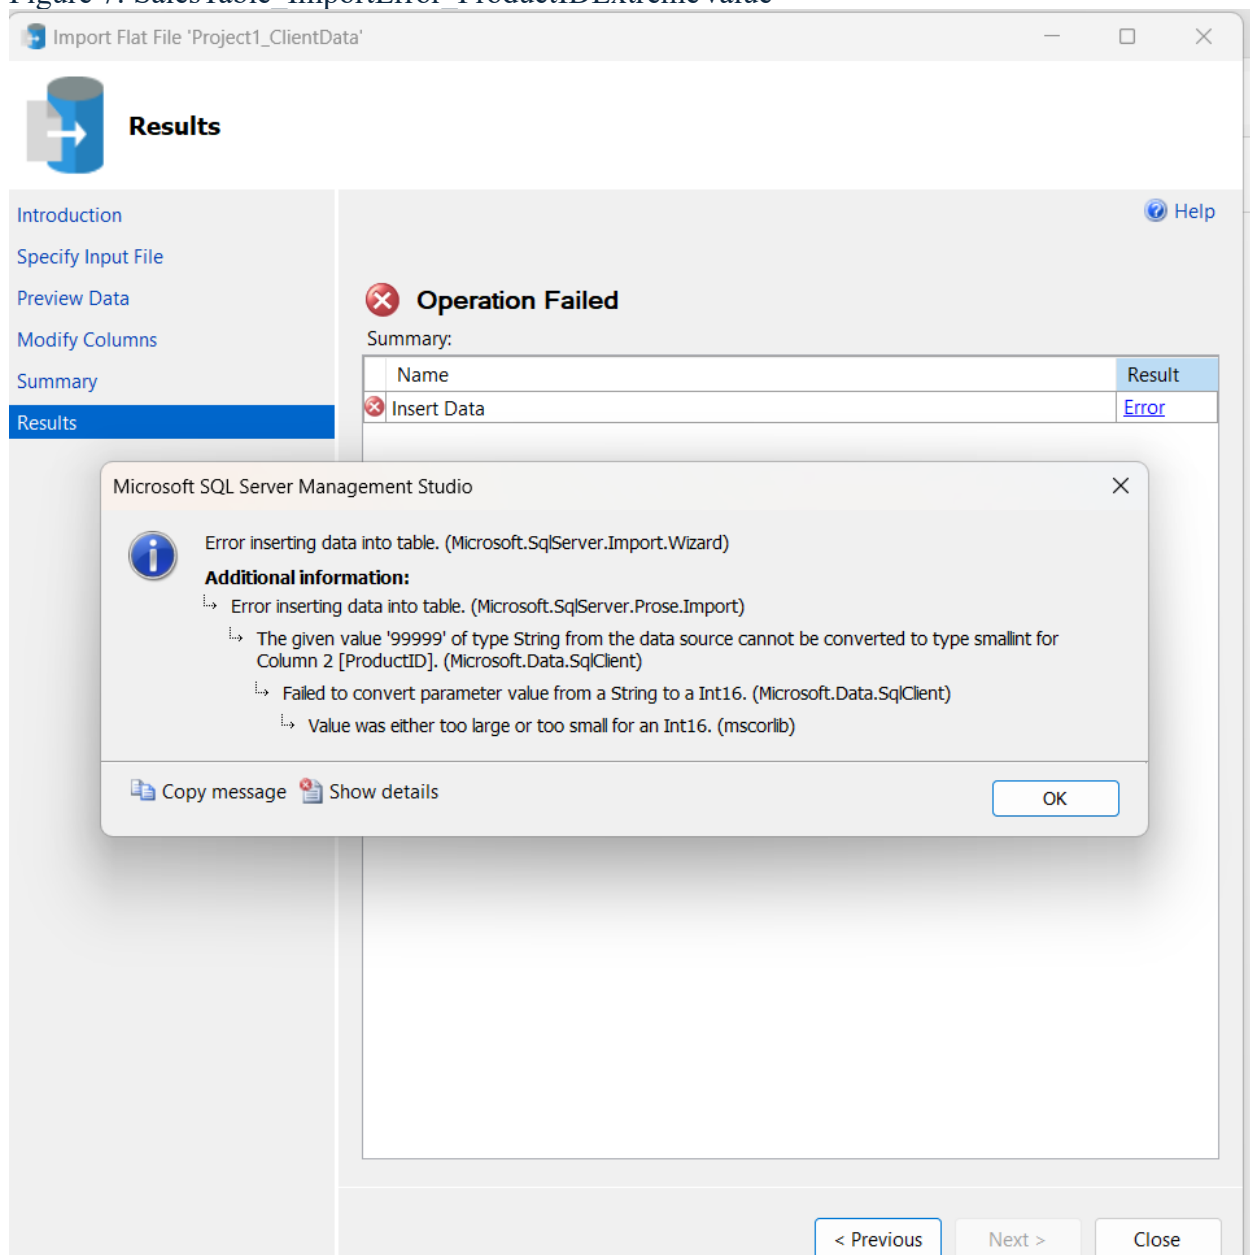 Figure 7: SalesTable_ImportError_ProductIDExtremeValue
Import Flat File 'Project1_ClientData'
Results
Introduction
Specify Input File
Preview Data
Modify Columns
Summary
Results
Help
Operation Failed
Summary:
Name Result
Insert Data Error
Microsoft SQL Server Management Studio
Error inserting data into table. (Microsoft.SqlServer.Import.Wizard)
Additional information:
Error inserting data into table. (Microsoft.SqlServer.Prose.Import)
The given value '99999' of type String from the data source cannot be converted to type smallint for
Column 2 [ProductID]. (Microsoft.Data.SqlClient)
Failed to convert parameter value from a String to a Int16. (Microsoft.Data.SqlClient)
Value was either too large or too small for an Int16. (mscorlib)
Copy message Show details
OK
< Previous Next > Close